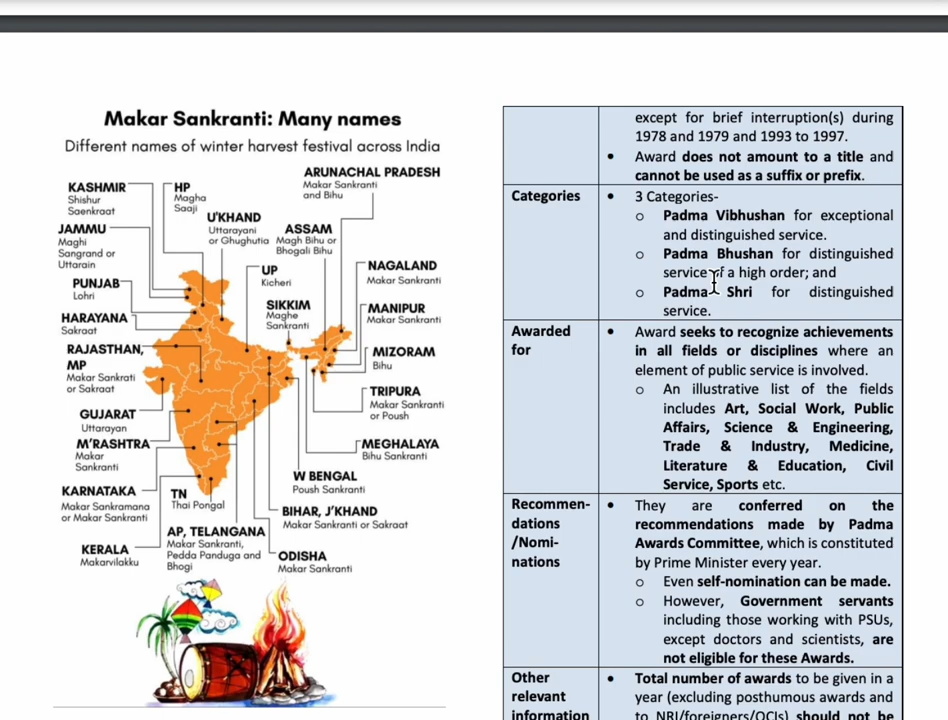 Makar Sankranti: Many names
Different names of winter harvest festival across India
ARUNACHAL PRADESH
Makar Sankranti
and Bihu
KASHMIR
Shishur
Saenkraat
HP
Magha
Saaji
U'KHAND
Uttarayani
or Ghughutia
ASSAM
Magh Bihu or
Bhogali Bihu
JAMMU
Maghi
Sangrand or
Uttarain
UP
Kicheri
NAGALAND
Makar Sankranti
PUNJAB
Lohri
SIKKIM
Maghe
Sankranti
MANIPUR
Makar Sankranti
HARAYANA
Sakraat
RAJASTHAN,
MP
Makar Sankrati
or Sakraat
MIZORAM
Bihu
TRIPURA
Makar Sankranti
or Poush
GUJARAT
Uttarayan
M'RASHTRA
Makar
Sankranti
MEGHALAYA
Bihu Sankranti
W BENGAL
Poush Sankranti
KARNATAKA
Makar Sankramana
or Makar Sankranti
TN
Thai Pongal
BIHAR, J'KHAND
Makar Sankranti or Sakraat
AP, TELANGANA
Makar Sankranti,
Pedda Panduga and
Bhogi
KERALA
Makarvilakku
ODISHA
Makar Sankranti
except for brief interruption(s) during
1978 and 1979 and 1993 to 1997.
• Award does not amount to a title and
cannot be used as a suffix or prefix.
Categories
• 3 Categories-
o Padma Vibhushan for exceptional
and distinguished service.
o Padma Bhushan for distinguished
service of a high order; and
o Padma Shri for distinguished
service.
Awarded
for
• Award seeks to recognize achievements
in all fields or disciplines where an
element of public service is involved.
o An illustrative list of the fields
includes Art, Social Work, Public
Affairs, Science & Engineering,
Trade & Industry, Medicine,
Literature & Education, Civil
Service, Sports etc.
Recommen-
dations
/Nomi-
nations
• They are conferred on the
recommendations made by Padma
Awards Committee, which is constituted
by Prime Minister every year.
o Even self-nomination can be made.
o However, Government servants
including those working with PSUs,
except doctors and scientists, are
not eligible for these Awards.
Other
relevant
information
• Total number of awards to be given in a
year (excluding posthumous awards and
to NRI/foreigners/OCIs) should not be